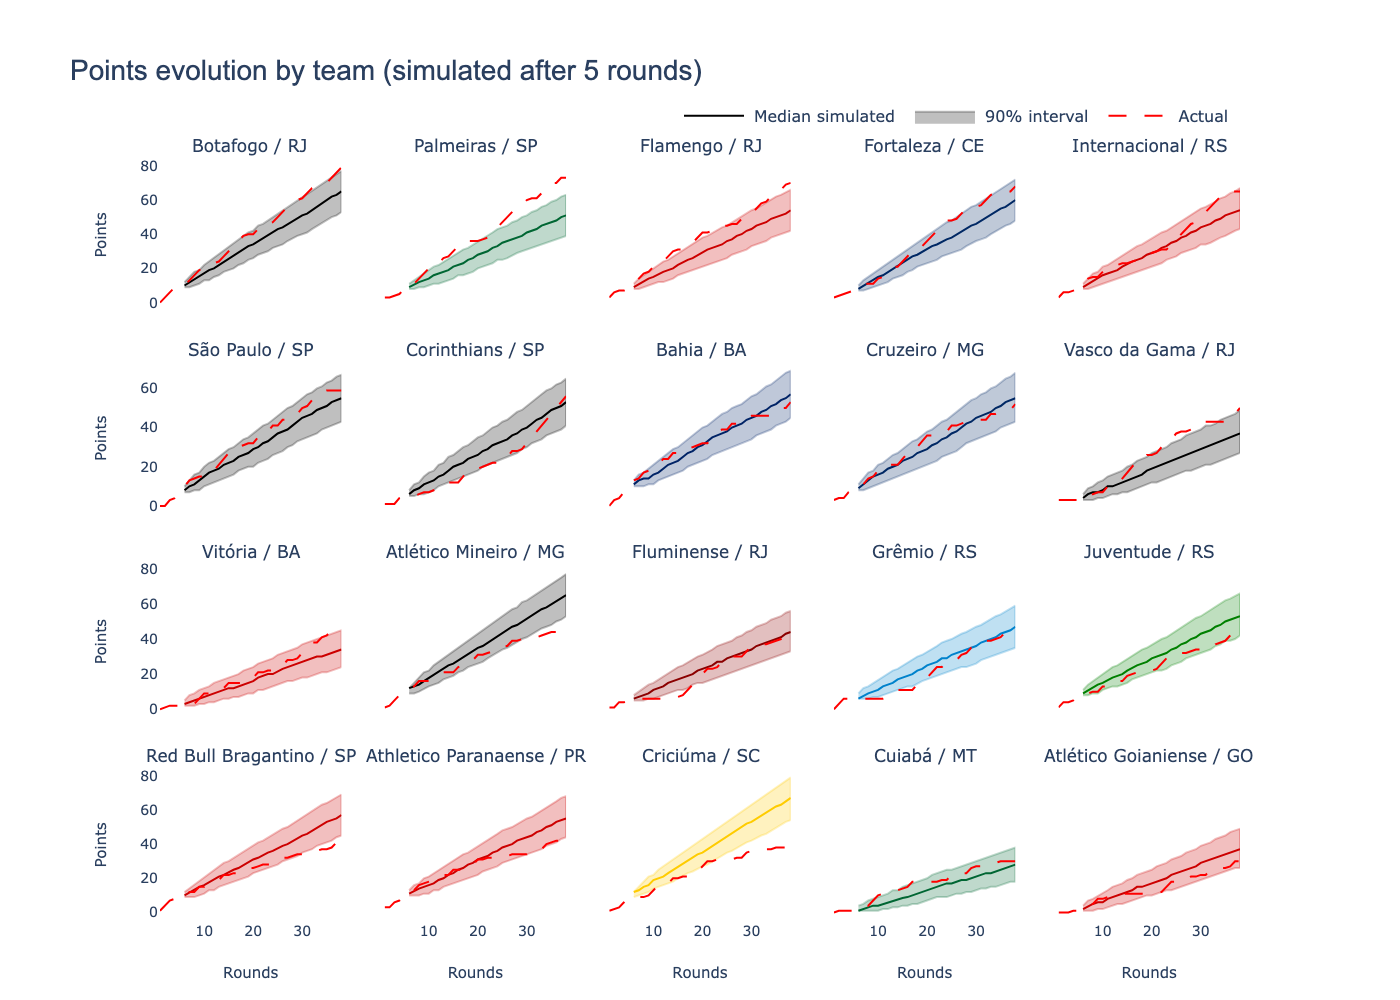 Points evolution by team (simulated after 5 rounds)
Median simulated 90% interval Actual
Botafogo / RJ Palmeiras / SP Flamengo / RJ Fortaleza / CE Internacional / RS
80
60
40
20
0
Points
São Paulo / SP Corinthians / SP Bahia / BA Cruzeiro / MG Vasco da Gama / RJ
60
40
20
0
Points
Vitória / BA Atlético Mineiro / MG Fluminense / RJ Grêmio / RS Juventude / RS
80
60
40
20
0
Points
Red Bull Bragantino / SP Athletico Paranaense / PR Criciúma / SC Cuiabá / MT Atlético Goianiense / GO
80
60
40
20
0
Points
10 20 30 10 20 30 10 20 30 10 20 30 10 20 30
Rounds Rounds Rounds Rounds Rounds